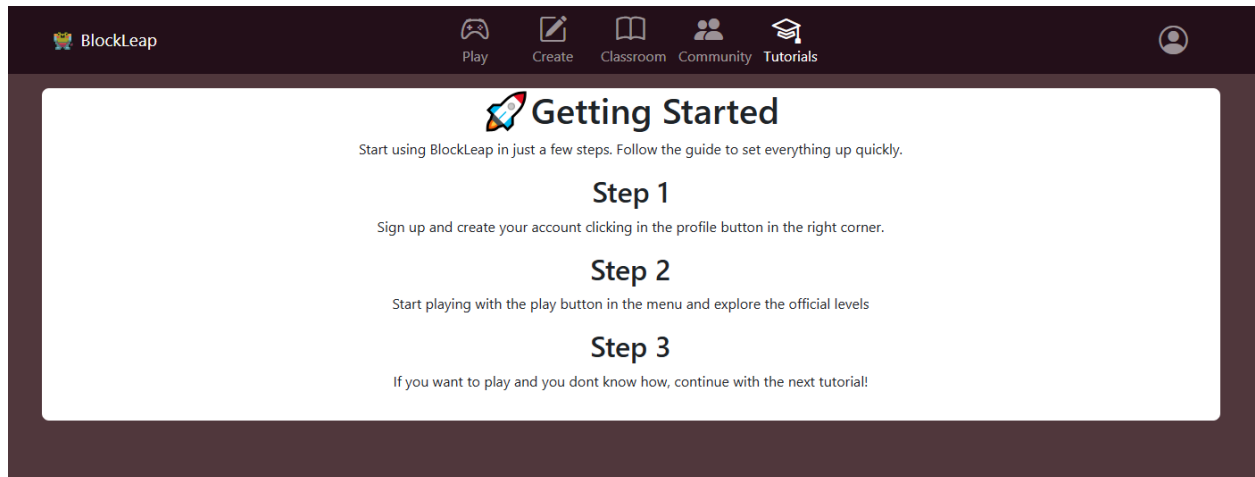 BlockLeap
Play
Create
Classroom
Community
Tutorials
Getting Started
Start using BlockLeap in just a few steps. Follow the guide to set everything up quickly.
Step 1
Sign up and create your account clicking in the profile button in the right corner.
Step 2
Start playing with the play button in the menu and explore the official levels
Step 3
If you want to play and you dont know how, continue with the next tutorial!